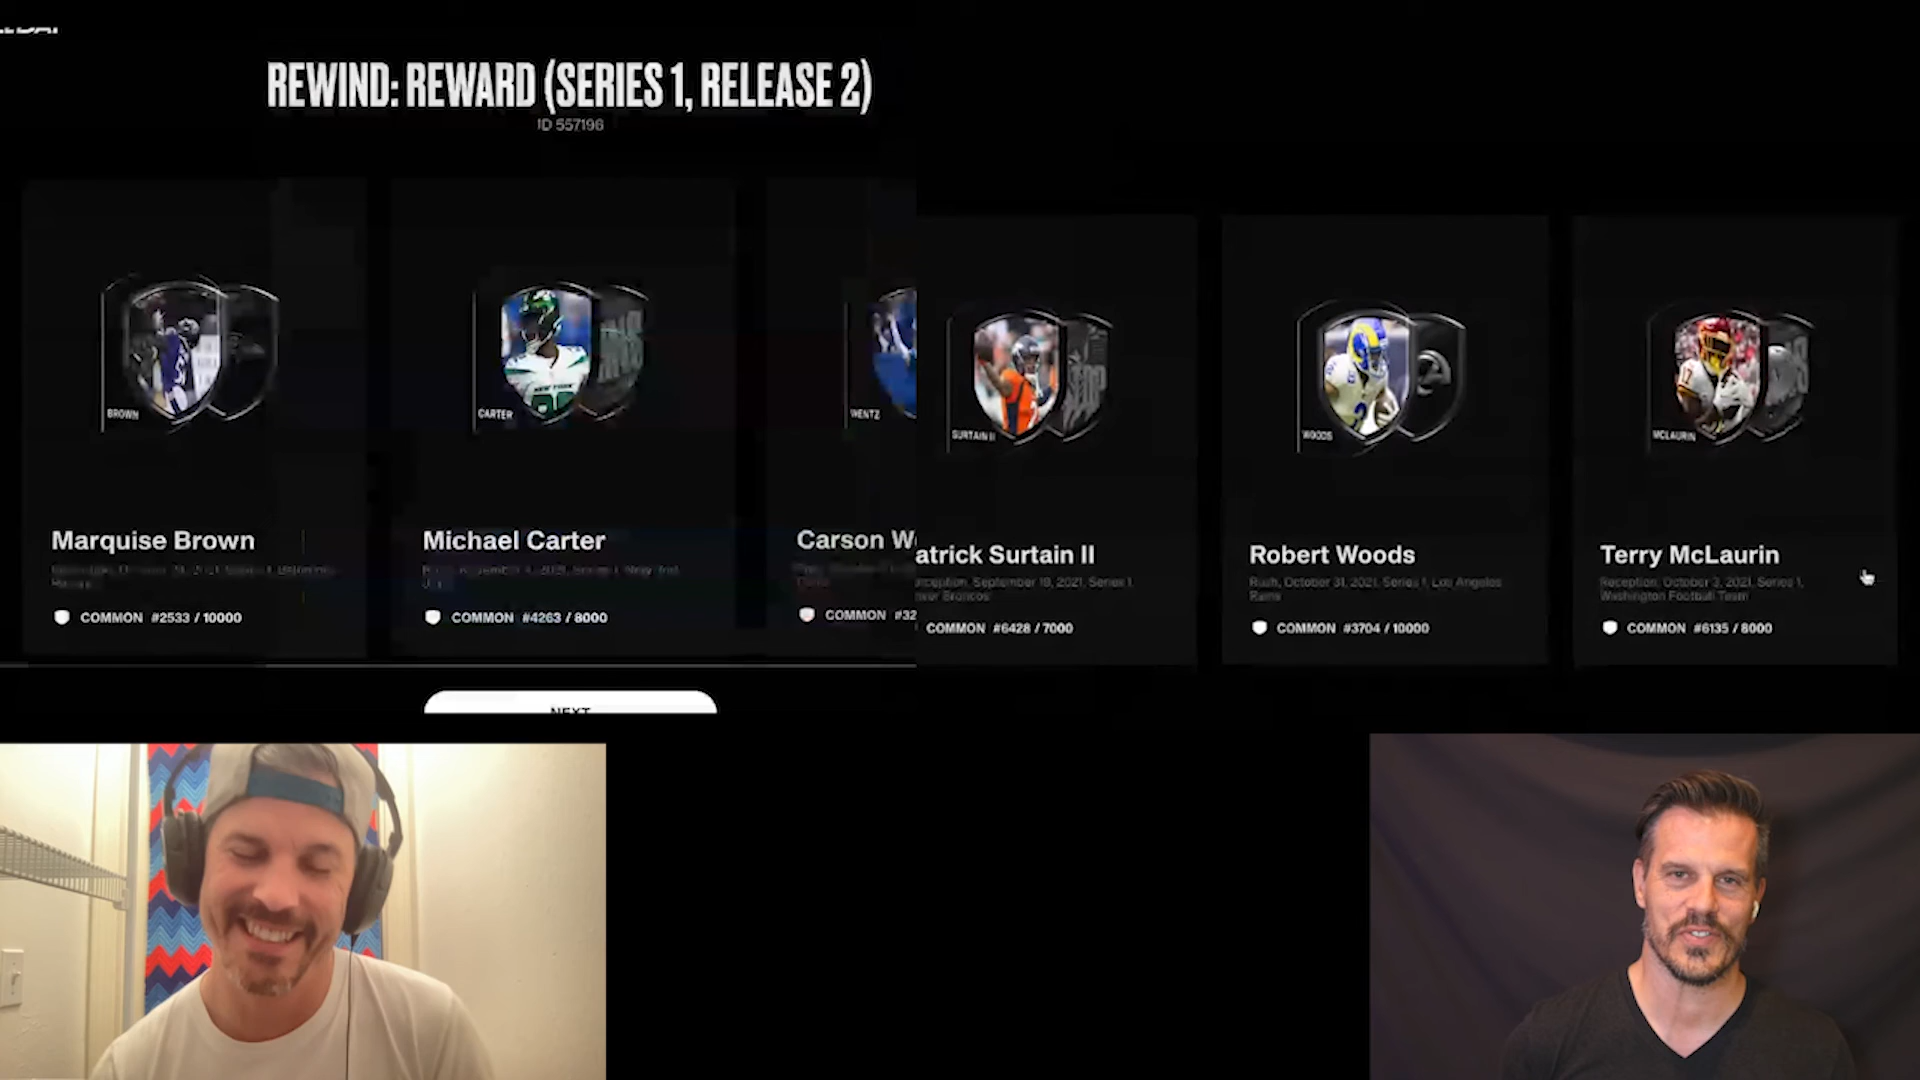 REWIND: REWARD (SERIES 1, RELEASE 2)
ID 557196
BROWN
Marquise Brown
COMMON #2533 / 10000
CARTER
Michael Carter
COMMON #4263 / 8000
WENTZ
Carson W
COMMON #32
NEXT
SURTAIN II
atrick Surtain II
September 19, 2021, Series 1
Broncos
COMMON #6428 / 7000
WOODS
Robert Woods
Rush, October 31, 2021, Series 1, Los Angeles
Rams
COMMON #3704 / 10000
MCLAURIN
Terry McLaurin
Reception, October 3, 2021, Series 1,
Washington Football Team
COMMON #6135 / 8000